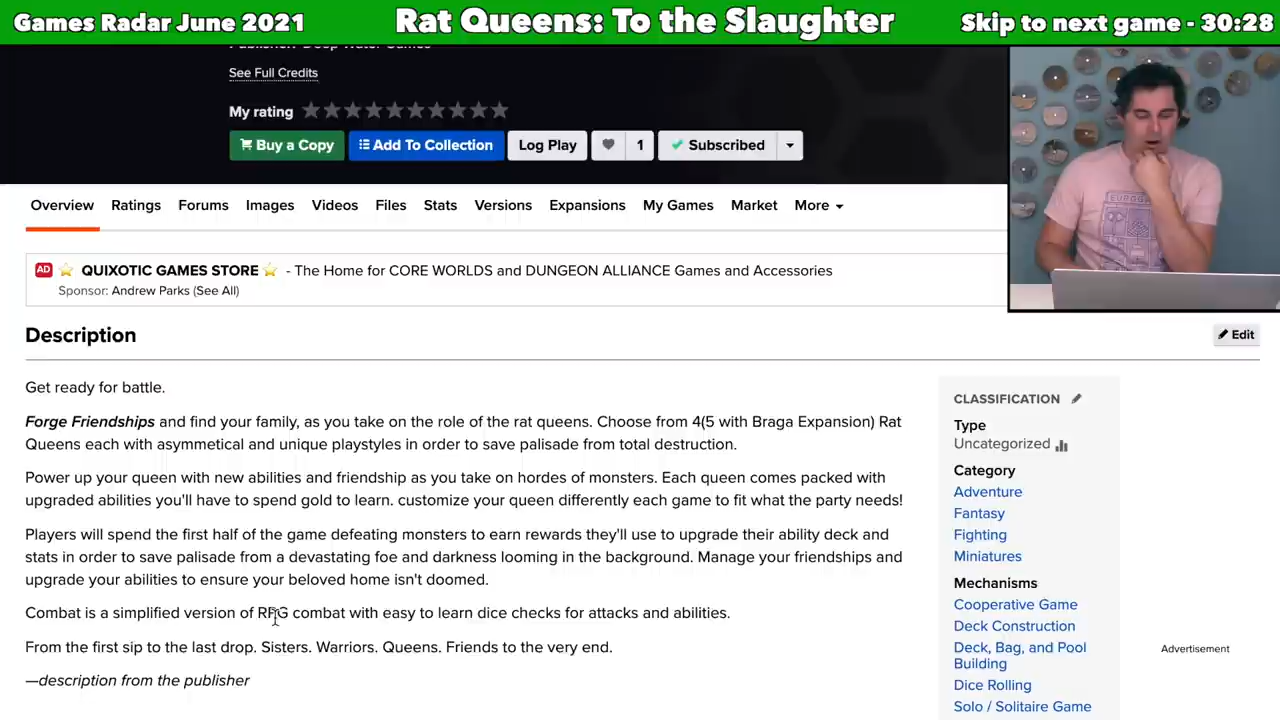 Games Radar June 2021
Rat Queens: To the Slaughter
Skip to next game - 30:28
Publisher Deep Water Games
See Full Credits
My rating
Buy a Copy
Add To Collection
Log Play
1
Subscribed
Overview Ratings Forums Images Videos Files Stats Versions Expansions My Games Market More
AD QUIXOTIC GAMES STORE - The Home for CORE WORLDS and DUNGEON ALLIANCE Games and Accessories
Sponsor: Andrew Parks (See All)
Description
Edit
Get ready for battle.
Forge Friendships and find your family, as you take on the role of the rat queens. Choose from 4(5 with Braga Expansion) Rat
Queens each with asymmetical and unique playstyles in order to save palisade from total destruction.
Power up your queen with new abilities and friendship as you take on hordes of monsters. Each queen comes packed with
upgraded abilities you'll have to spend gold to learn. customize your queen differently each game to fit what the party needs!
Players will spend the first half of the game defeating monsters to earn rewards they'll use to upgrade their ability deck and
stats in order to save palisade from a devastating foe and darkness looming in the background. Manage your friendships and
upgrade your abilities to ensure your beloved home isn't doomed.
Combat is a simplified version of RPG combat with easy to learn dice checks for attacks and abilities.
From the first sip to the last drop. Sisters. Warriors. Queens. Friends to the very end.
—description from the publisher
CLASSIFICATION
Type
Uncategorized
Category
Adventure
Fantasy
Fighting
Miniatures
Mechanisms
Cooperative Game
Deck Construction
Deck, Bag, and Pool
Building
Dice Rolling
Solo / Solitaire Game
Advertisement